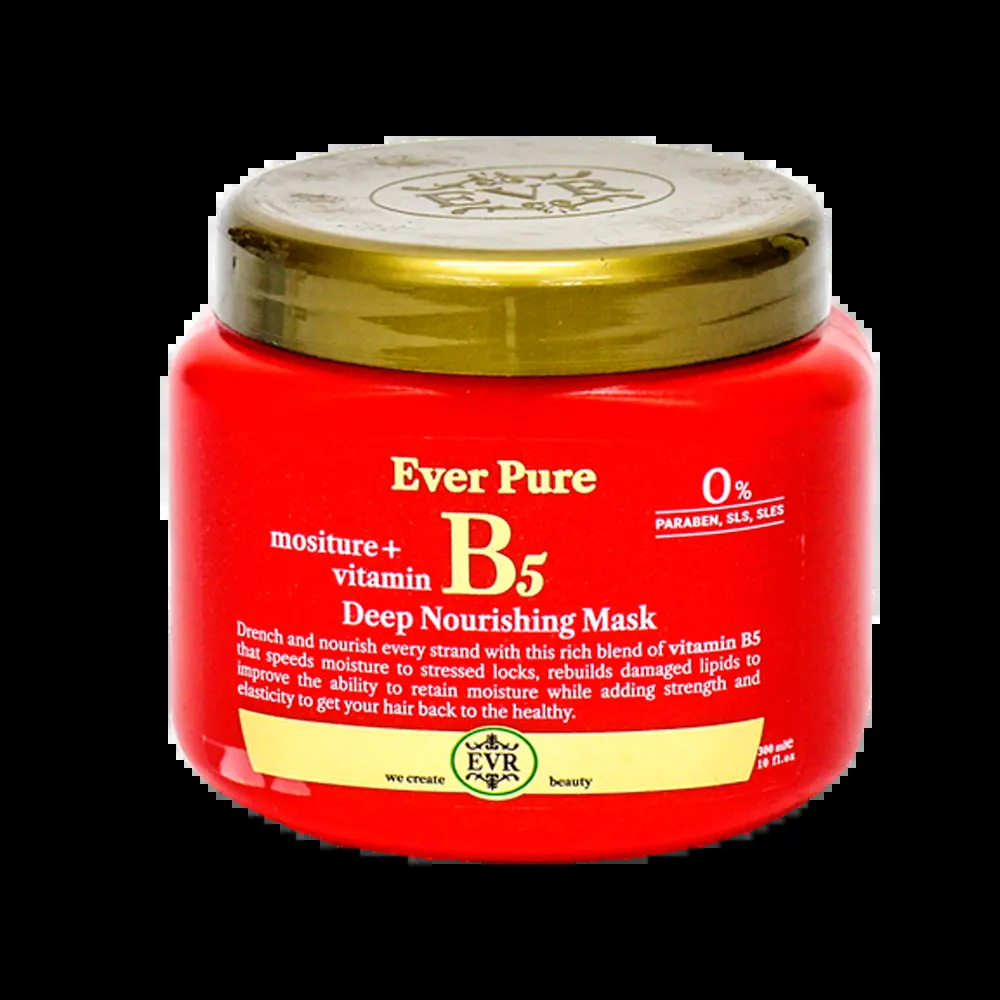 Ever Pure
0%
PARABEN, SLS, SLES
mositure+
vitamin B5
Deep Nourishing Mask
Drench and nourish every strand with this rich blend of vitamin B5
that speeds moisture to stressed locks, rebuilds damaged lipids to
improve the ability to retain moisture while adding strength and
elasticity to get your hair back to the healthy.
EVR
we create beauty
300 ml℮
10 fl.oz